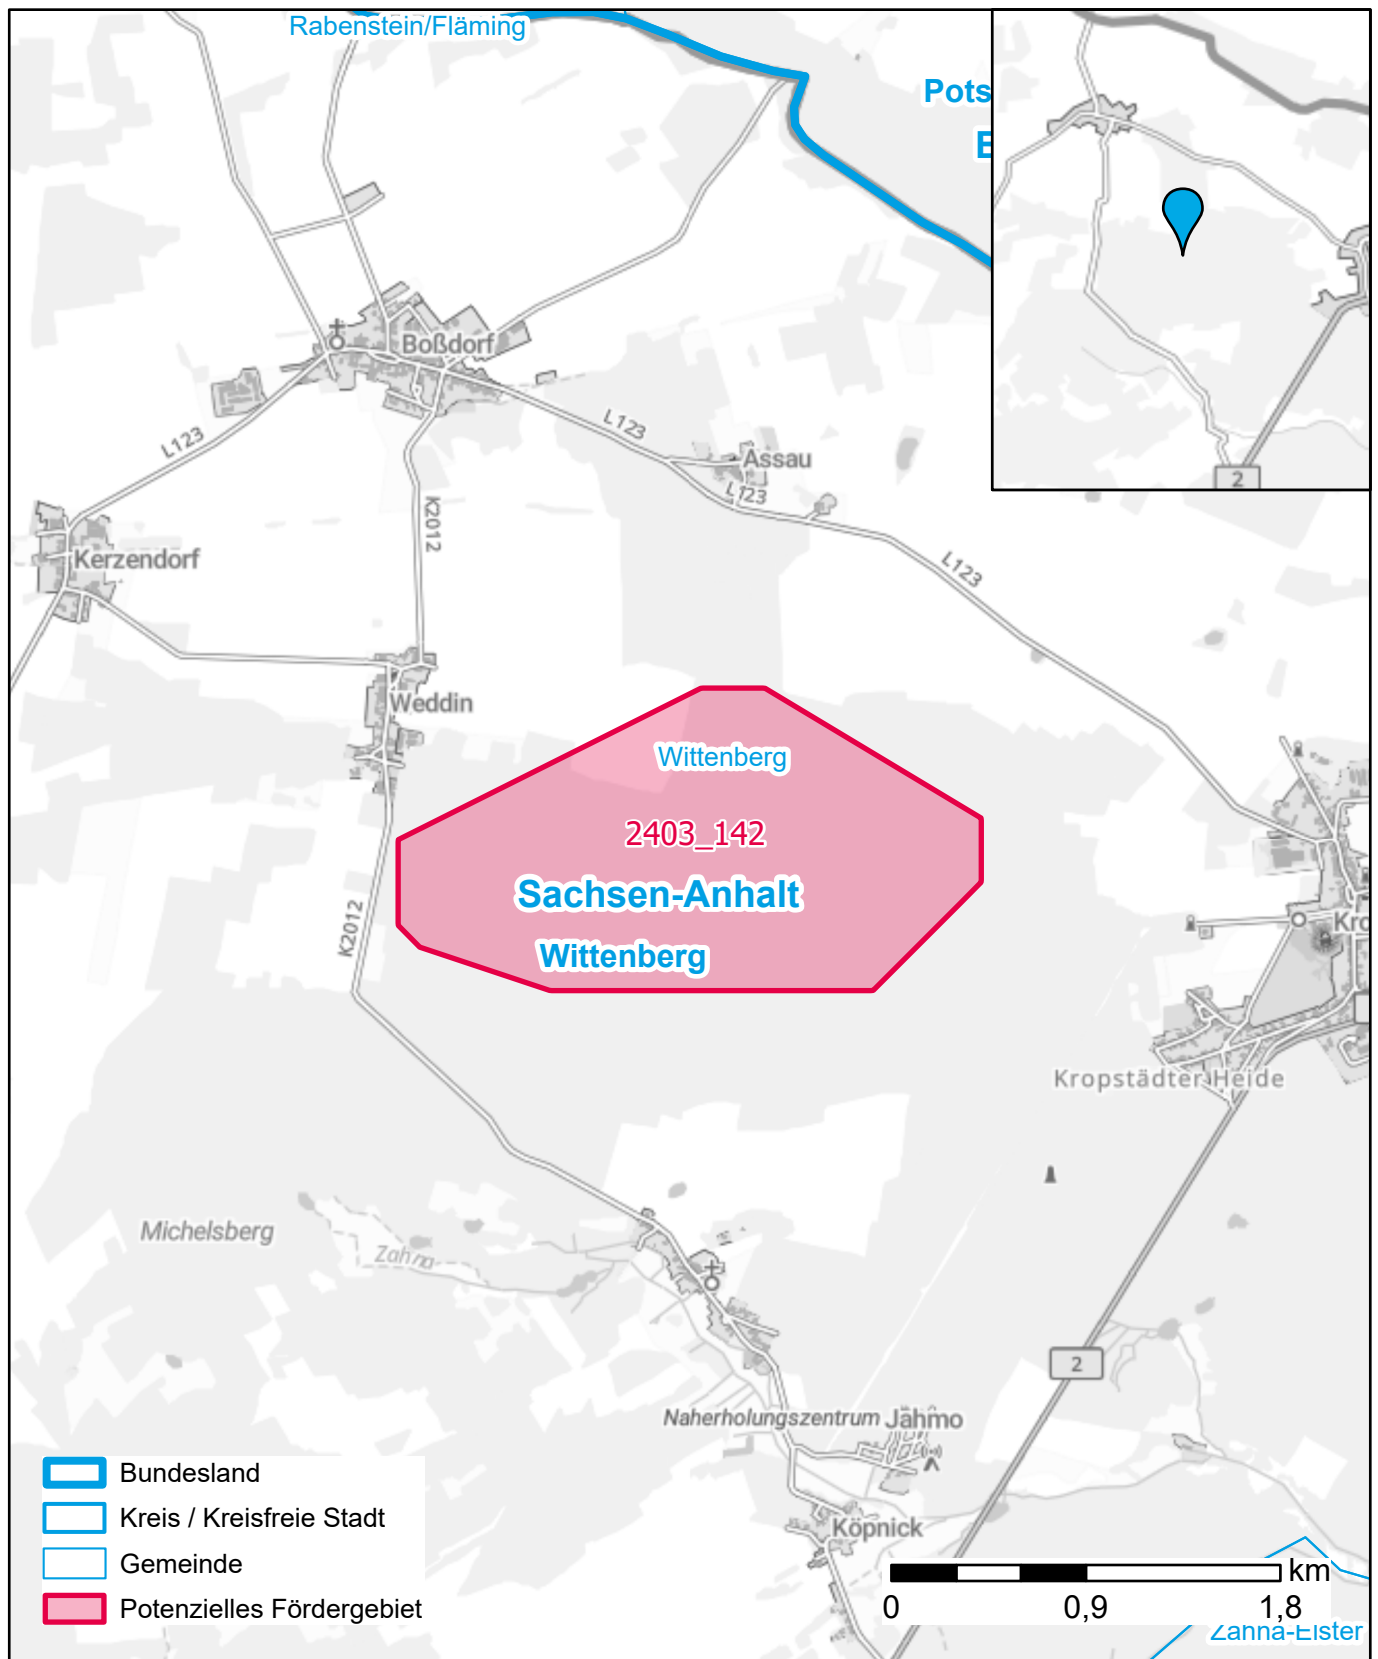 Rabenstein/Fläming
Pots
Boßdorf
L123
L123
Assau
L123
K2012
Kerzendorf
L123
2
Weddin
Wittenberg
2403_142
Sachsen-Anhalt
Wittenberg
K2012
Kro
Kropstädter Heide
Michelsberg
Zahna
2
Naherholungszentrum
Jahmo
Köpnick
Bundesland
Kreis / Kreisfreie Stadt
Gemeinde
Potenzielles Fördergebiet
km
0 0,9 1,8
Zahna-Elster